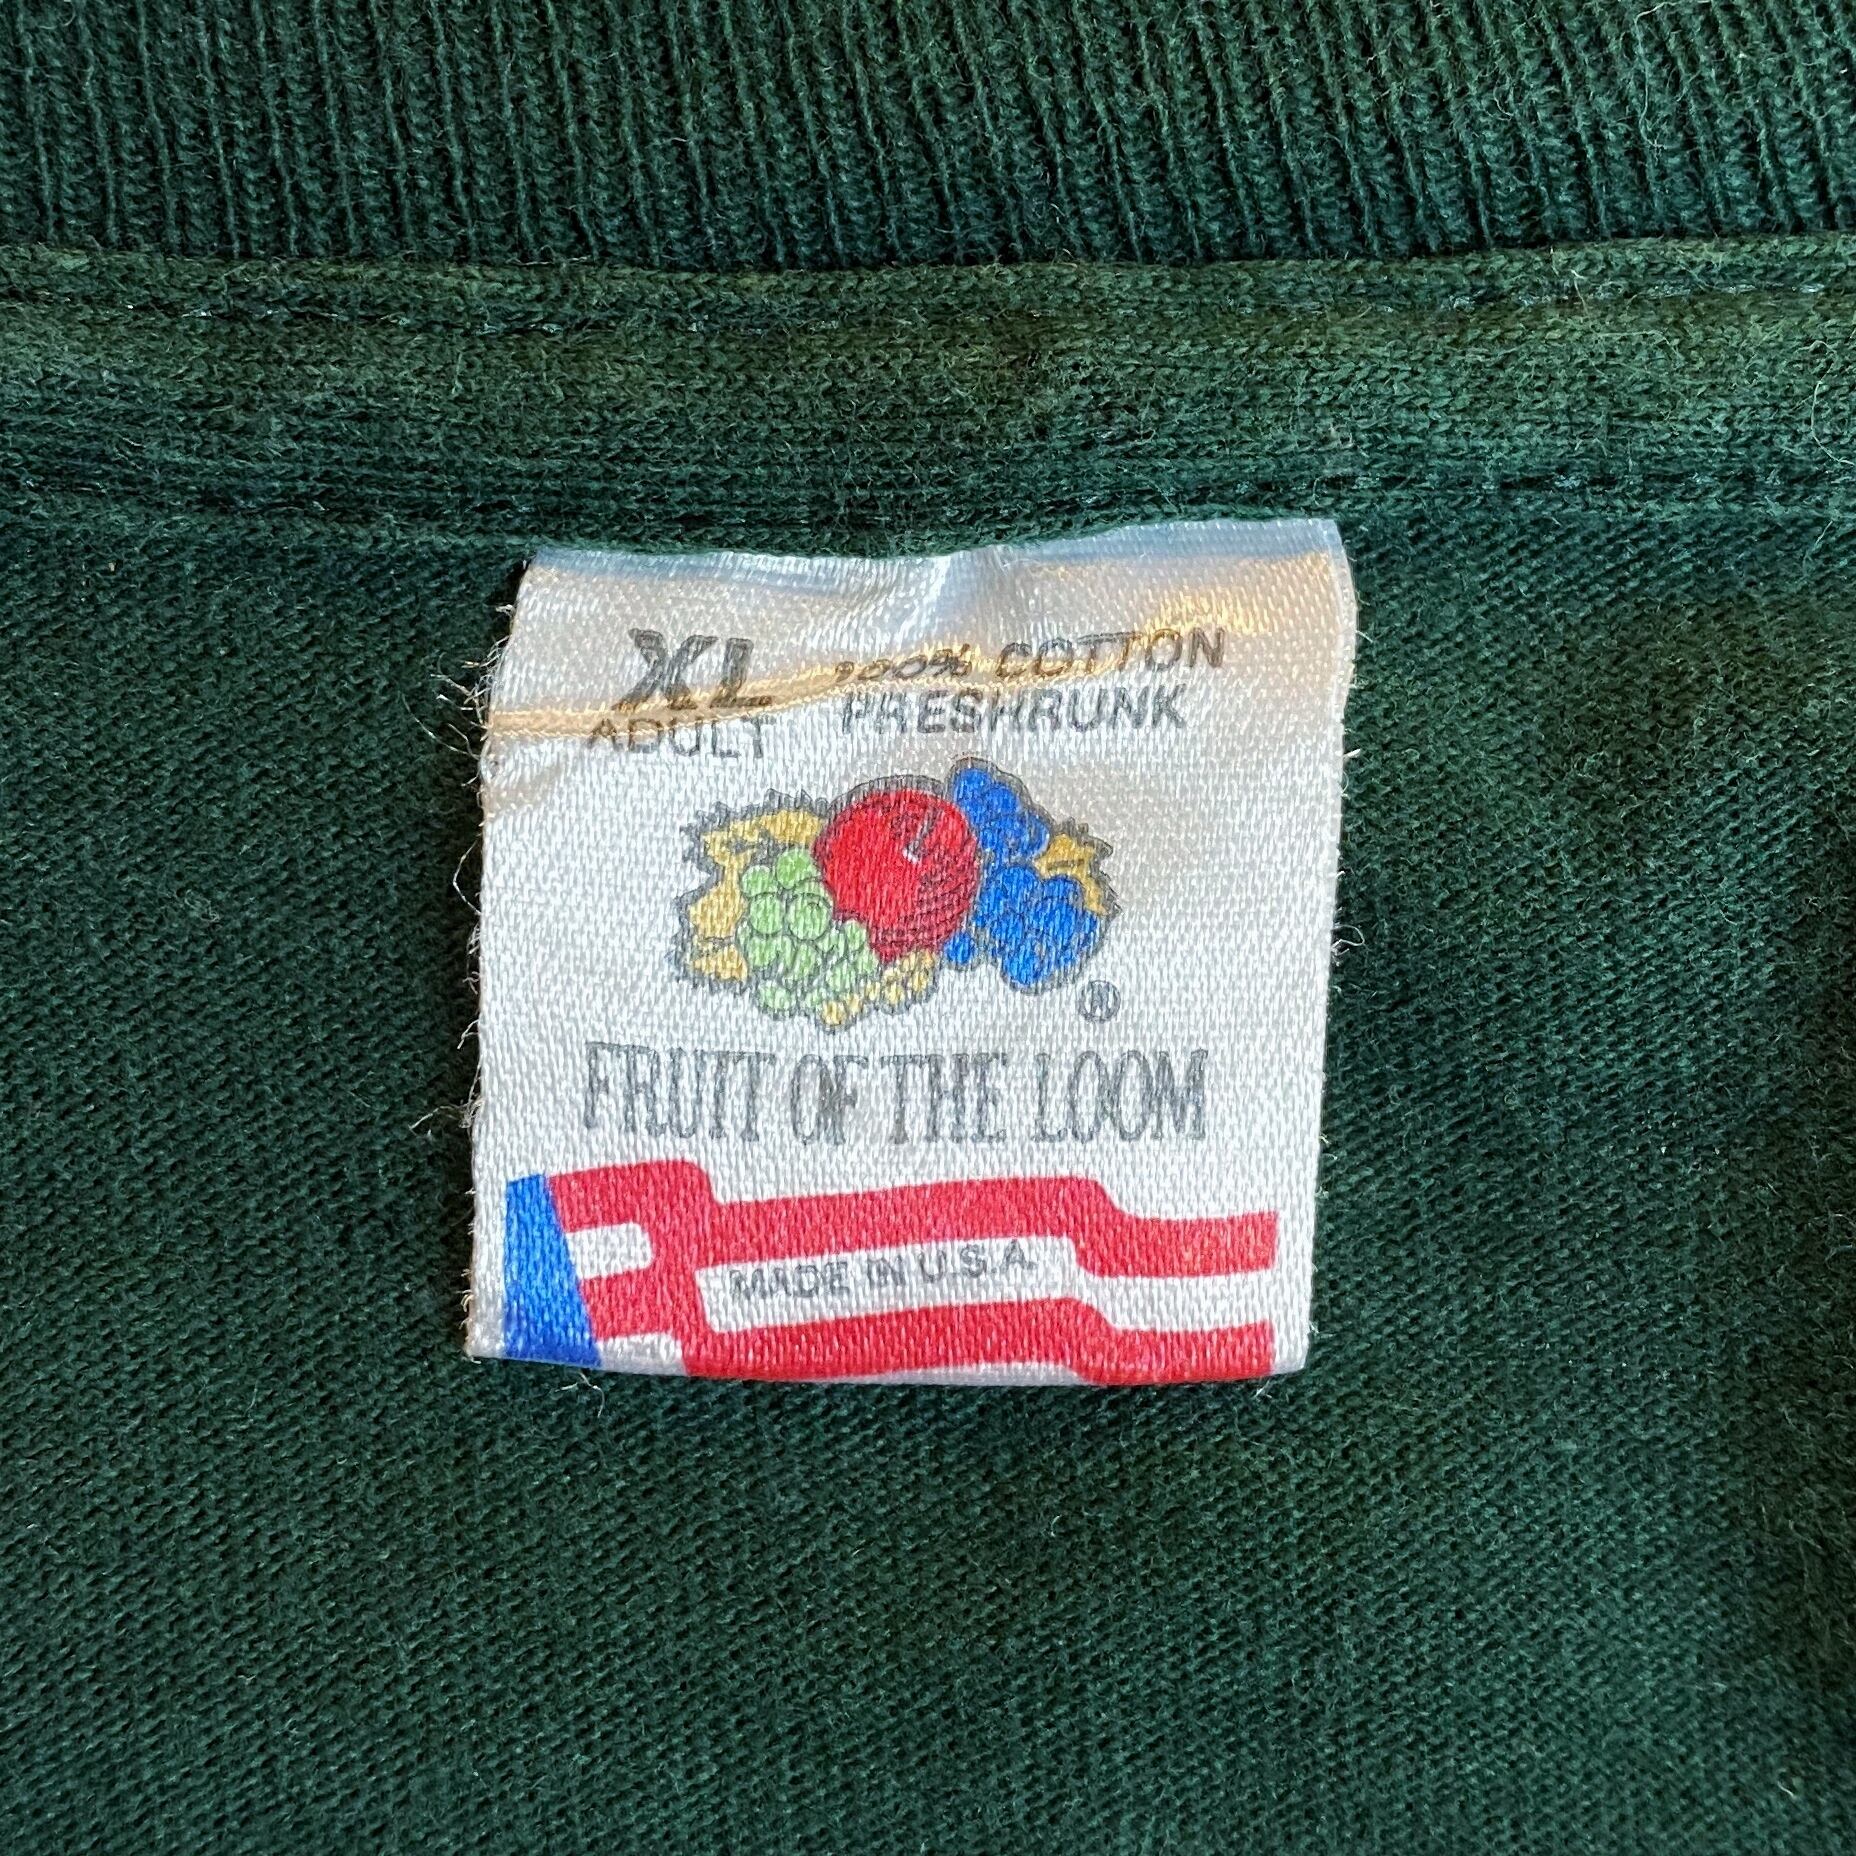 XL 100% COTTON
ADULT PRESHRUNK
®
FRUIT OF THE LOOM
MADE IN U.S.A.